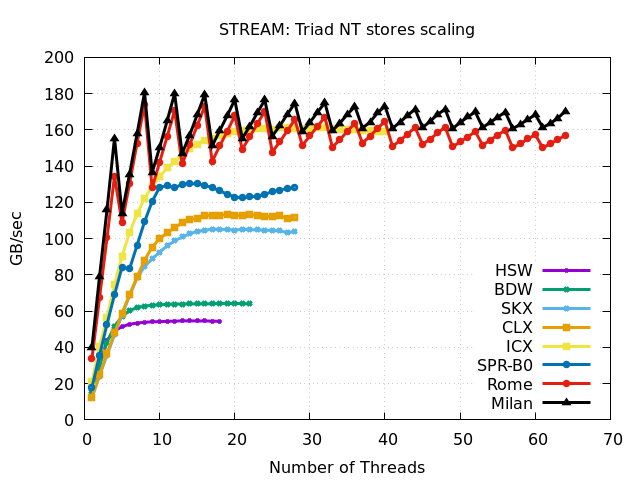 STREAM: Triad NT stores scaling
200
180
160
140
120
100
80
60
40
20
0
GB/sec
HSW
BDW
SKX
CLX
ICX
SPR-B0
Rome
Milan
0 10 20 30 40 50 60 70
Number of Threads